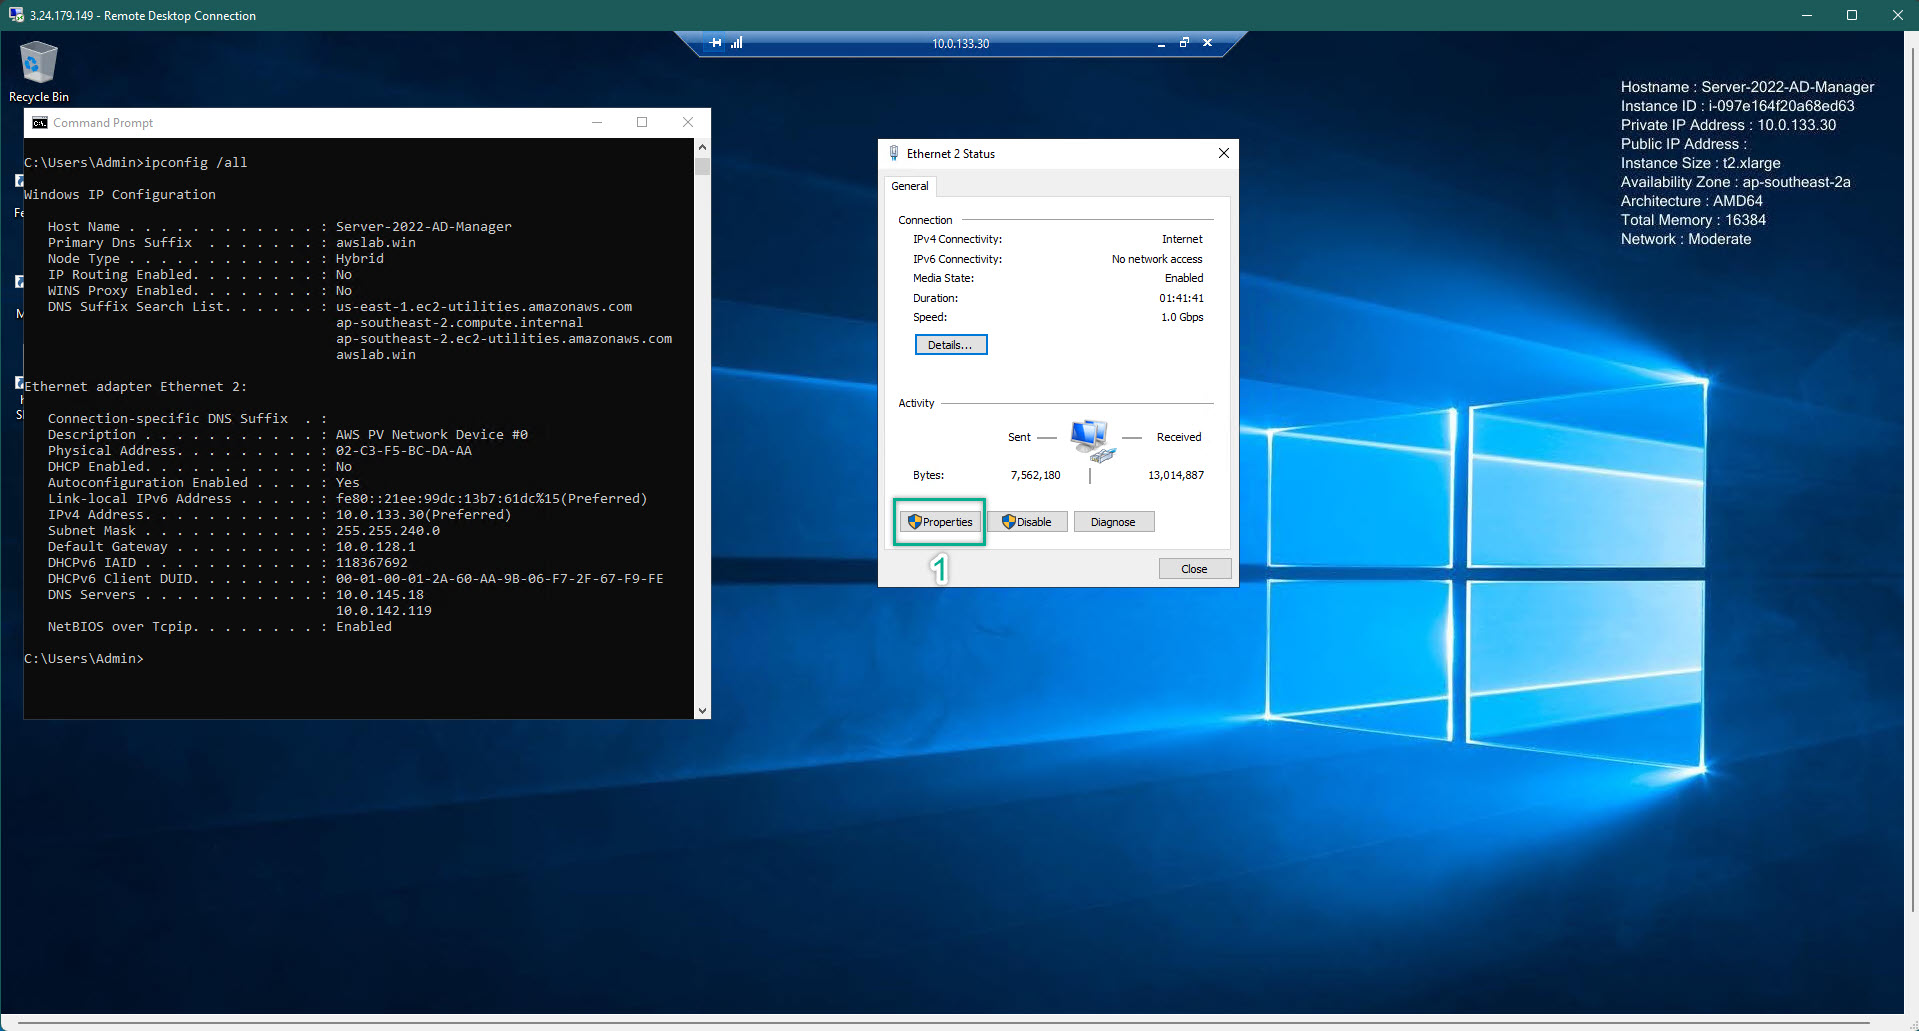 3.24.179.149 - Remote Desktop Connection
10.0.133.30
Recycle Bin
Hostname : Server-2022-AD-Manager
Instance ID : i-097e164f20a68ed63
Private IP Address : 10.0.133.30
Public IP Address :
Instance Size : t2.xlarge
Availability Zone : ap-southeast-2a
Architecture : AMD64
Total Memory : 16384
Network : Moderate
Command Prompt
C:\Users\Admin>ipconfig /all
Windows IP Configuration
Host Name . . . . . . . . . . . . : Server-2022-AD-Manager
Primary Dns Suffix  . . . . . . . : awslab.win
Node Type . . . . . . . . . . . . : Hybrid
IP Routing Enabled. . . . . . . . : No
WINS Proxy Enabled. . . . . . . . : No
DNS Suffix Search List. . . . . . : us-east-1.ec2-utilities.amazonaws.com
ap-southeast-2.compute.internal
ap-southeast-2.ec2-utilities.amazonaws.com
awslab.win
Ethernet adapter Ethernet 2:
Connection-specific DNS Suffix  . :
Description . . . . . . . . . . . : AWS PV Network Device #0
Physical Address. . . . . . . . . : 02-C3-F5-BC-DA-AA
DHCP Enabled. . . . . . . . . . . : No
Autoconfiguration Enabled . . . . : Yes
Link-local IPv6 Address . . . . . : fe80::21ee:99dc:13b7:61dc%15(Preferred)
IPv4 Address. . . . . . . . . . . : 10.0.133.30(Preferred)
Subnet Mask . . . . . . . . . . . : 255.255.240.0
Default Gateway . . . . . . . . . : 10.0.128.1
DHCPv6 IAID . . . . . . . . . . . : 118367692
DHCPv6 Client DUID. . . . . . . . : 00-01-00-01-2A-60-AA-9B-06-F7-2F-67-F9-FE
DNS Servers . . . . . . . . . . . : 10.0.145.18
10.0.142.119
NetBIOS over Tcpip. . . . . . . . : Enabled
C:\Users\Admin>
Ethernet 2 Status
General
Connection
IPv4 Connectivity: Internet
IPv6 Connectivity: No network access
Media State: Enabled
Duration: 01:41:41
Speed: 1.0 Gbps
Details...
Activity
Sent Received
Bytes: 7,562,180 13,014,887
Properties Disable Diagnose
1
Close